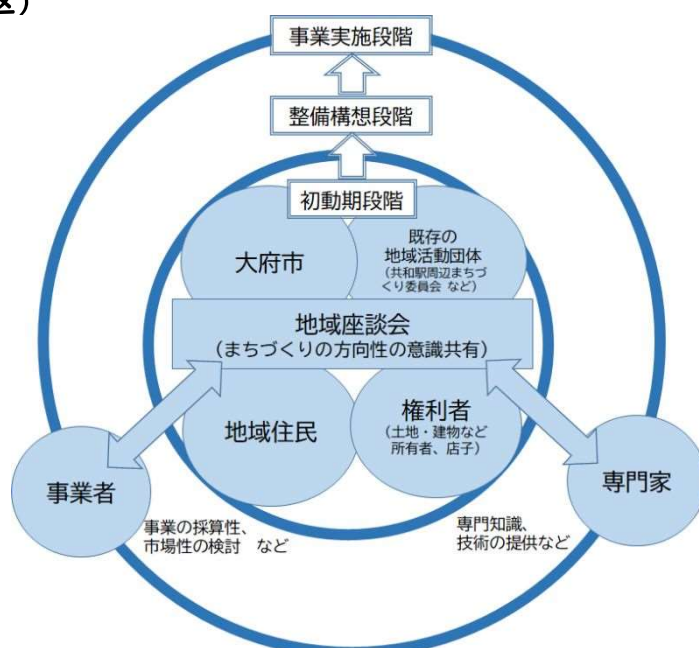 区）
事業実施段階
整備構想段階
初動期段階
大府市
既存の
地域活動団体
（共和駅周辺まちづ
くり委員会 など）
地域座談会
（まちづくりの方向性の意識共有）
地域住民
権利者
（土地・建物など
所有者、店子）
事業者
専門家
事業の採算性、
市場性の検討 など
専門知識、
技術の提供など